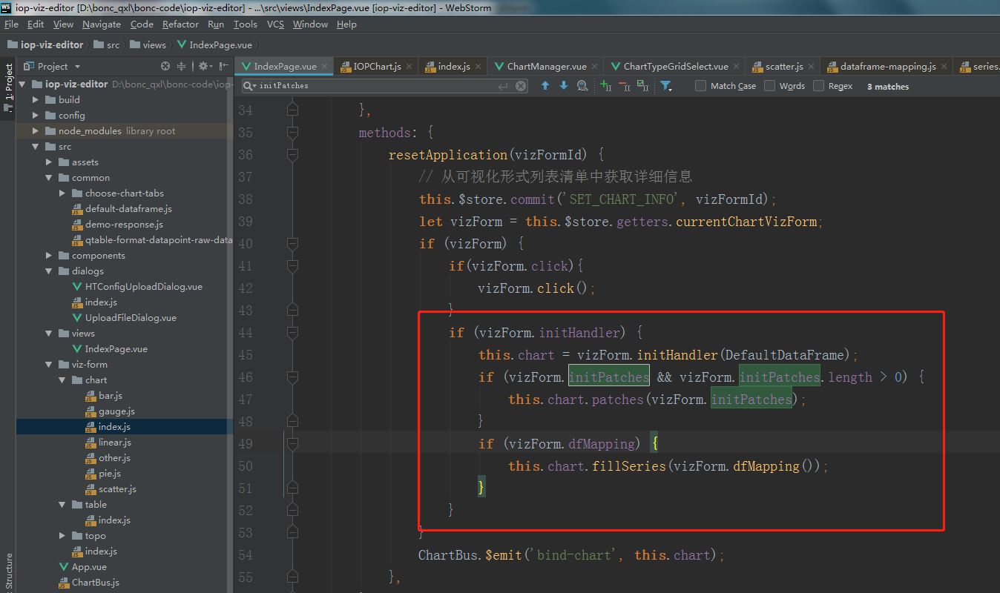 iop-viz-editor [D:\bonc_qxl\bonc-code\iop-viz-editor] - ...\src\views\IndexPage.vue [iop-viz-editor] - WebStorm
File Edit View Navigate Code Refactor Run Tools VCS Window Help
iop-viz-editor src views IndexPage.vue
1: Project
Project
IndexPage.vue IOPChart.js index.js ChartManager.vue ChartTypeGridSelect.vue scatter.js dataframe-mapping.js series.
initPatches Match Case Words Regex 3 matches
iop-viz-editor D:\bonc_qxl\bonc-code\iop-
build
config
node_modules library root
src
assets
common
choose-chart-tabs
default-dataframe.js
demo-response.js
qtable-format-datapoint-raw-data
components
dialogs
HTConfigUploadDialog.vue
index.js
UploadFileDialog.vue
views
IndexPage.vue
viz-form
chart
bar.js
gauge.js
index.js
linear.js
other.js
pie.js
scatter.js
table
index.js
topo
index.js
App.vue
ChartBus.js
Structure
34 },
35 methods: {
36 resetApplication(vizFormId) {
37 // 从可视化形式列表清单中获取详细信息
38 this.$store.commit('SET_CHART_INFO', vizFormId);
39 let vizForm = this.$store.getters.currentChartVizForm;
40 if (vizForm) {
41 if(vizForm.click){
42 vizForm.click();
43 }
44 if (vizForm.initHandler) {
45 this.chart = vizForm.initHandler(DefaultDataFrame);
46 if (vizForm.initPatches && vizForm.initPatches.length > 0) {
47 this.chart.patches(vizForm.initPatches);
48 }
49 if (vizForm.dfMapping) {
50 this.chart.fillSeries(vizForm.dfMapping());
51 }
52 }
53 }
54 ChartBus.$emit('bind-chart', this.chart);
55 },